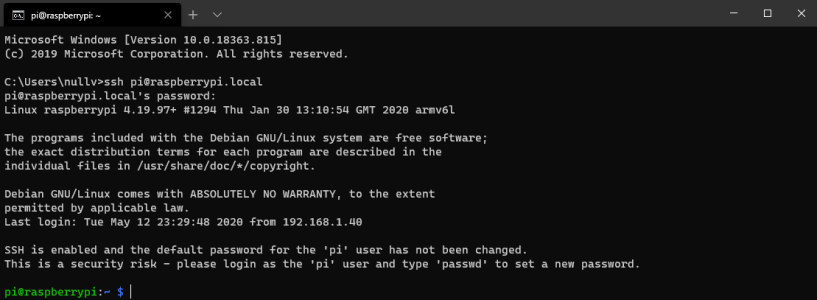 pi@raspberrypi: ~
Microsoft Windows [Version 10.0.18363.815]
(c) 2019 Microsoft Corporation. All rights reserved.
C:\Users\nullv>ssh pi@raspberrypi.local
pi@raspberrypi.local's password:
Linux raspberrypi 4.19.97+ #1294 Thu Jan 30 13:10:54 GMT 2020 armv6l
The programs included with the Debian GNU/Linux system are free software;
the exact distribution terms for each program are described in the
individual files in /usr/share/doc/*/copyright.
Debian GNU/Linux comes with ABSOLUTELY NO WARRANTY, to the extent
permitted by applicable law.
Last login: Tue May 12 23:29:48 2020 from 192.168.1.40
SSH is enabled and the default password for the 'pi' user has not been changed.
This is a security risk - please login as the 'pi' user and type 'passwd' to set a new password.
pi@raspberrypi:~ $